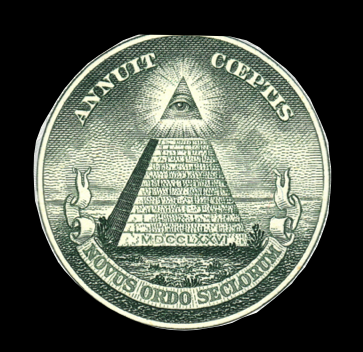 ANNUIT CŒPTIS
MDCCLXXVI
NOVUS ORDO SECLORUM